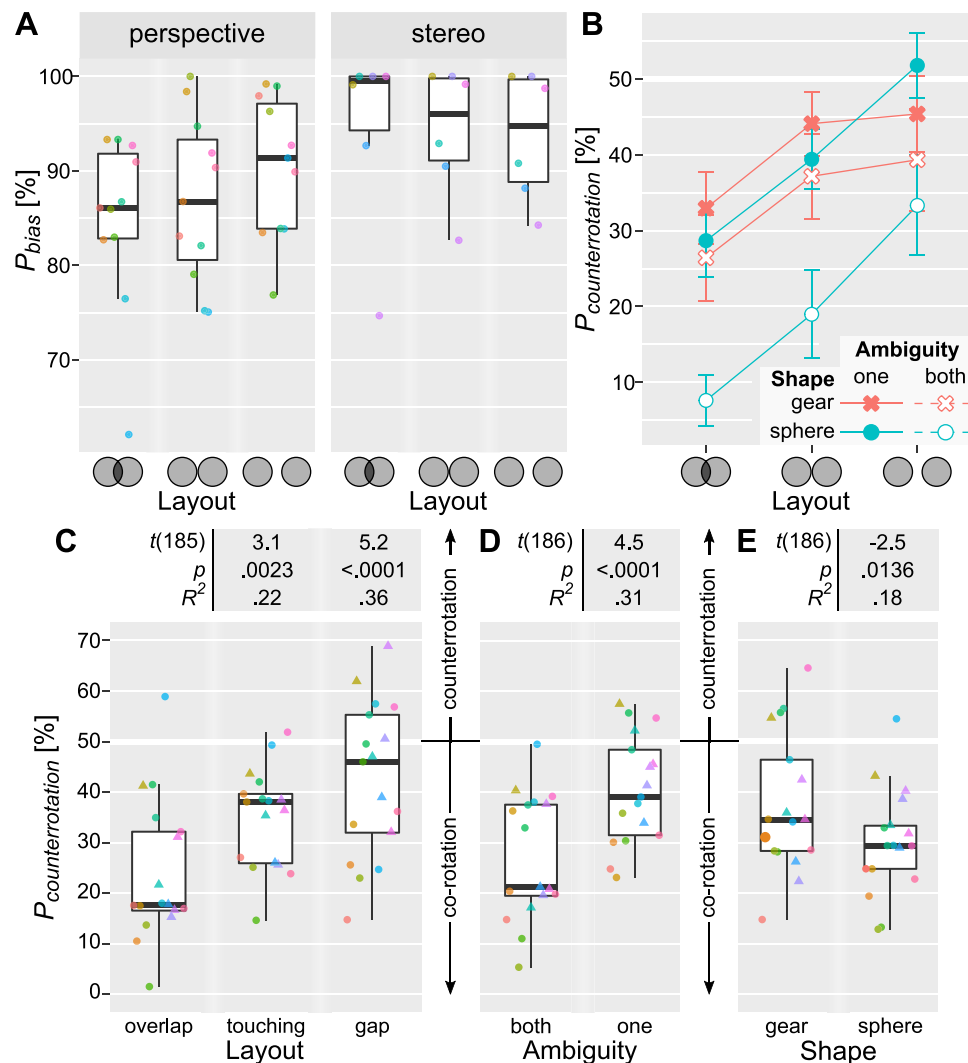 A
perspective
stereo
P_bias [%]
100
90
80
70
Layout
Layout
B
P_counterrotation [%]
50
40
30
20
10
Ambiguity
Shape one both
gear
sphere
Layout
C
t(185) 3.1 5.2
p .0023 <.0001
R² .22 .36
P_counterrotation [%]
70
60
50
40
30
20
10
0
overlap touching gap
Layout
counterrotation
co-rotation
D
t(186) 4.5
p <.0001
R² .31
both one
Ambiguity
counterrotation
co-rotation
E
t(186) -2.5
p .0136
R² .18
gear sphere
Shape